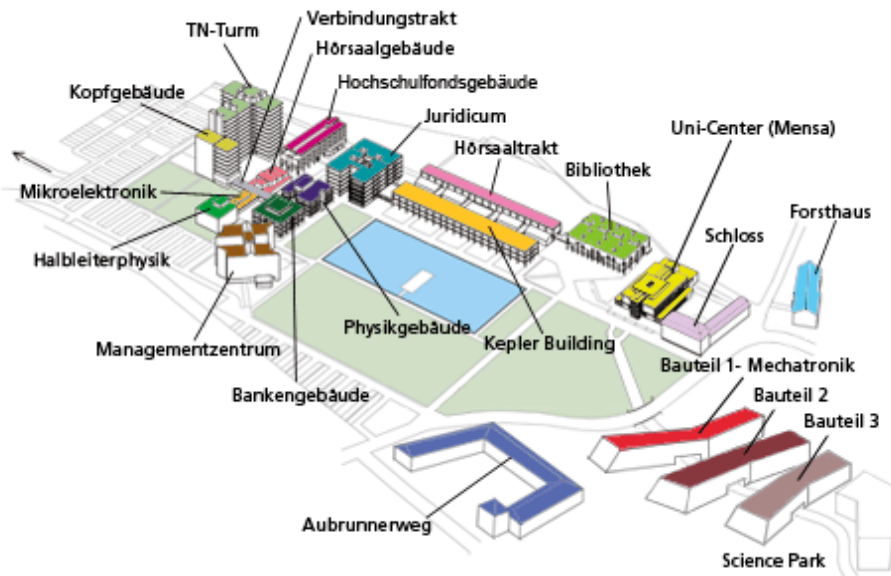 Verbindungstrakt
TN-Turm
Hörsaalgebäude
Hochschulfondsgebäude
Kopfgebäude
Juridicum
Uni-Center (Mensa)
Hörsaaltrakt
Bibliothek
Mikroelektronik
Forsthaus
Schloss
Halbleiterphysik
Physikgebäude
Kepler Building
Managementzentrum
Bauteil 1- Mechatronik
Bankengebäude
Bauteil 2
Bauteil 3
Aubrunnerweg
Science Park